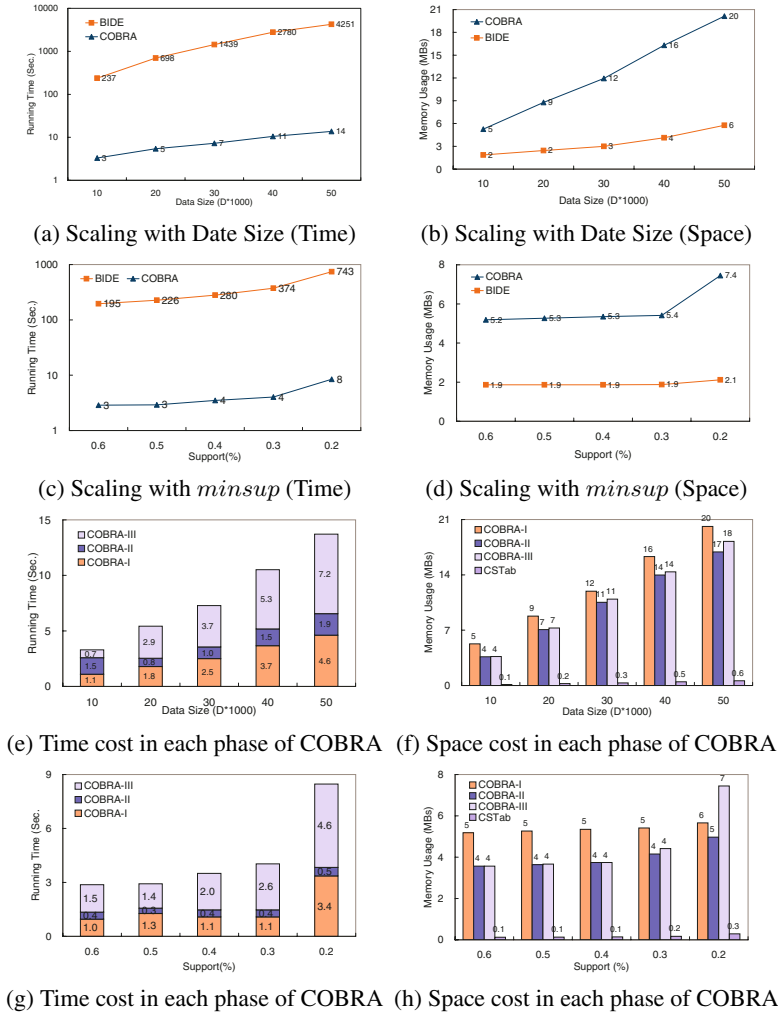 10000
1000
100
10
1
Running Time (Sec.)
BIDE
COBRA
237
698
1439
2780
4251
3
5
7
11
14
10 20 30 40 50
Data Size (D*1000)
(a) Scaling with Date Size (Time)
21
18
15
12
9
6
3
0
Memory Usage (MBs)
COBRA
BIDE
5
9
12
16
20
2
2
3
4
6
10 20 30 40 50
Data Size (D*1000)
(b) Scaling with Date Size (Space)
1000
100
10
1
Running Time (Sec.)
BIDE COBRA
195
226
280
374
743
3
3
4
4
8
0.6 0.5 0.4 0.3 0.2
Support(%)
(c) Scaling with minsup (Time)
8
6
4
2
0
Memory Usage (MBs)
COBRA
BIDE
5.2
5.3
5.3
5.4
7.4
1.9
1.9
1.9
1.9
2.1
0.6 0.5 0.4 0.3 0.2
Support(%)
(d) Scaling with minsup (Space)
15
10
5
0
Running Time (Sec.)
COBRA-III
COBRA-II
COBRA-I
0.7 2.9 3.7 5.3 7.2
1.5 0.8 1.0 1.5 1.9
1.1 1.8 2.5 3.7 4.6
10 20 30 40 50
Data Size (D*1000)
(e) Time cost in each phase of COBRA
21
14
7
0
Memory Usage (MBs)
COBRA-I
COBRA-II
COBRA-III
CSTab
5 4 4 0.1
9 7 7 0.2
12 11 11 0.3
16 14 14 0.5
20 17 18 0.6
10 20 30 40 50
Data Size (D*1000)
(f) Space cost in each phase of COBRA
9
6
3
0
Running Time (Sec.
COBRA-III
COBRA-II
COBRA-I
1.5 1.4 2.0 2.6 4.6
0.4 0.3 0.4 0.4 0.5
1.0 1.3 1.1 1.1 3.4
0.6 0.5 0.4 0.3 0.2
Support(%)
(g) Time cost in each phase of COBRA
8
6
4
2
0
Memory Usage (MBs)
COBRA-I
COBRA-II
COBRA-III
CSTab
5 4 4 0.1
5 4 4 0.1
5 4 4 0.1
5 4 4 0.2
6 5 7 0.3
0.6 0.5 0.4 0.3 0.2
Support (%)
(h) Space cost in each phase of COBRA